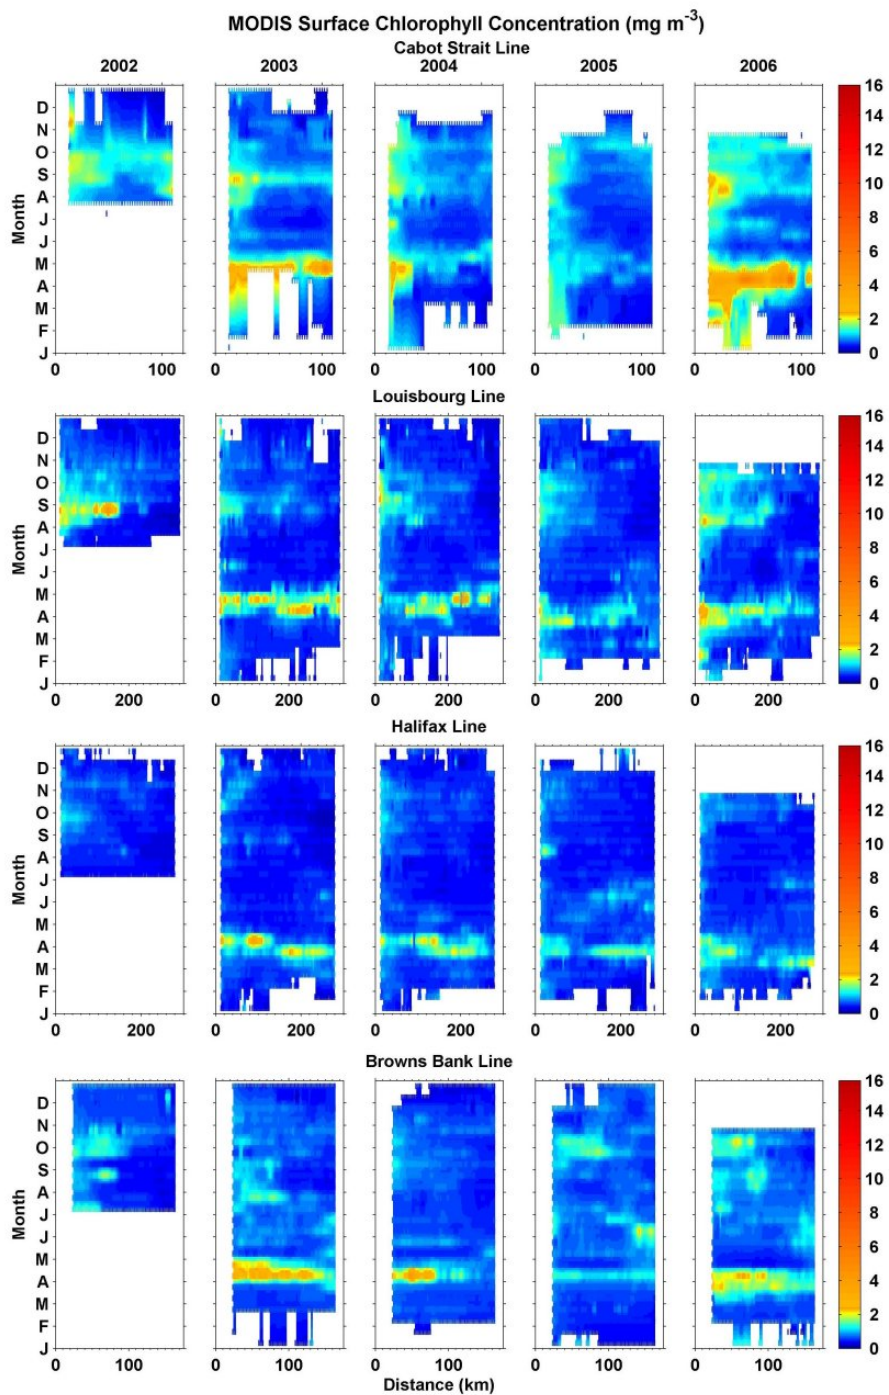 MODIS Surface Chlorophyll Concentration (mg m⁻³)
Cabot Strait Line
2002 2003 2004 2005 2006
Month
D
N
O
S
A
J
J
M
A
M
F
J
0 100 0 100 0 100 0 100 0 100
16
14
12
10
8
6
4
2
0
Louisbourg Line
Month
D
N
O
S
A
J
J
M
A
M
F
J
0 200 0 200 0 200 0 200 0 200
16
14
12
10
8
6
4
2
0
Halifax Line
Month
D
N
O
S
A
J
J
M
A
M
F
J
0 200 0 200 0 200 0 200 0 200
16
14
12
10
8
6
4
2
0
Browns Bank Line
Month
D
N
O
S
A
J
J
M
A
M
F
J
0 100 0 100 0 100 0 100 0 100
16
14
12
10
8
6
4
2
0
Distance (km)